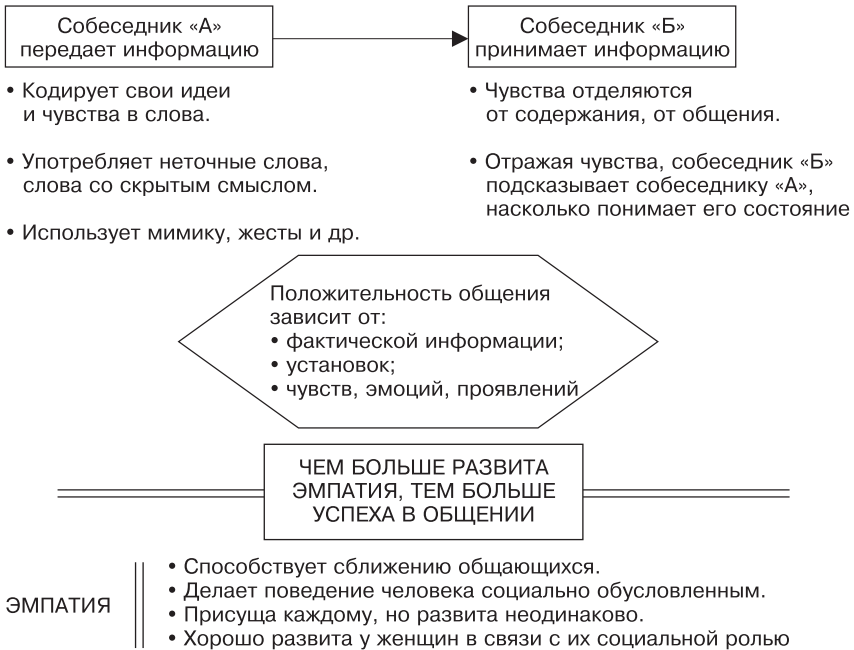 Собеседник «А»
передает информацию
Собеседник «Б»
принимает информацию
• Кодирует свои идеи
и чувства в слова.
• Употребляет неточные слова,
слова со скрытым смыслом.
• Использует мимику, жесты и др.
• Чувства отделяются
от содержания, от общения.
• Отражая чувства, собеседник «Б»
подсказывает собеседнику «А»,
насколько понимает его состояние
Положительность общения
зависит от:
• фактической информации;
• установок;
• чувств, эмоций, проявлений
ЧЕМ БОЛЬШЕ РАЗВИТА
ЭМПАТИЯ, ТЕМ БОЛЬШЕ
УСПЕХА В ОБЩЕНИИ
ЭМПАТИЯ
• Способствует сближению общающихся.
• Делает поведение человека социально обусловленным.
• Присуща каждому, но развита неодинаково.
• Хорошо развита у женщин в связи с их социальной ролью